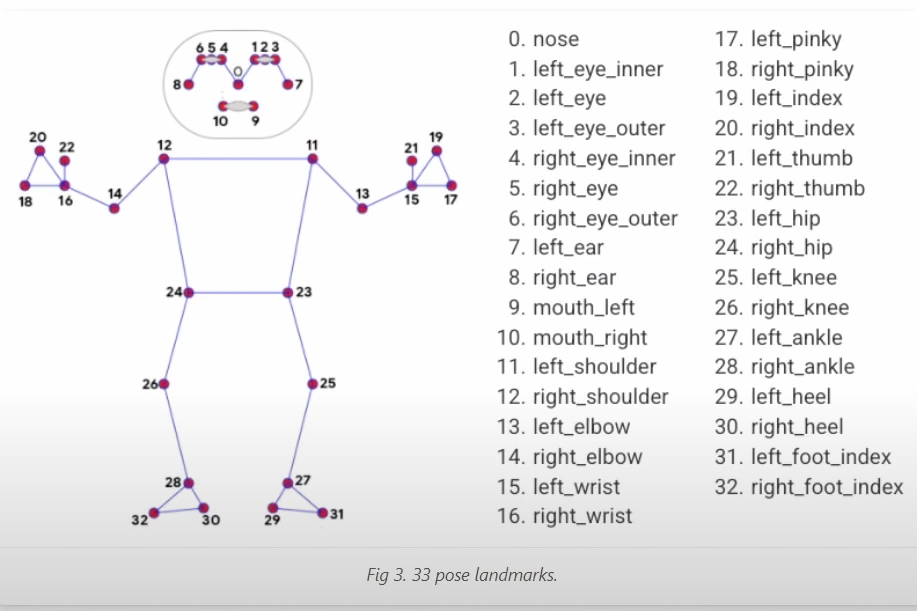 6 5 4 1 2 3
0
8 7
10 9
20 22 12 11 21 19
18 16 14 13 15 17
24 23
26 25
28 27
32 30 29 31
0. nose
1. left_eye_inner
2. left_eye
3. left_eye_outer
4. right_eye_inner
5. right_eye
6. right_eye_outer
7. left_ear
8. right_ear
9. mouth_left
10. mouth_right
11. left_shoulder
12. right_shoulder
13. left_elbow
14. right_elbow
15. left_wrist
16. right_wrist
17. left_pinky
18. right_pinky
19. left_index
20. right_index
21. left_thumb
22. right_thumb
23. left_hip
24. right_hip
25. left_knee
26. right_knee
27. left_ankle
28. right_ankle
29. left_heel
30. right_heel
31. left_foot_index
32. right_foot_index
Fig 3. 33 pose landmarks.